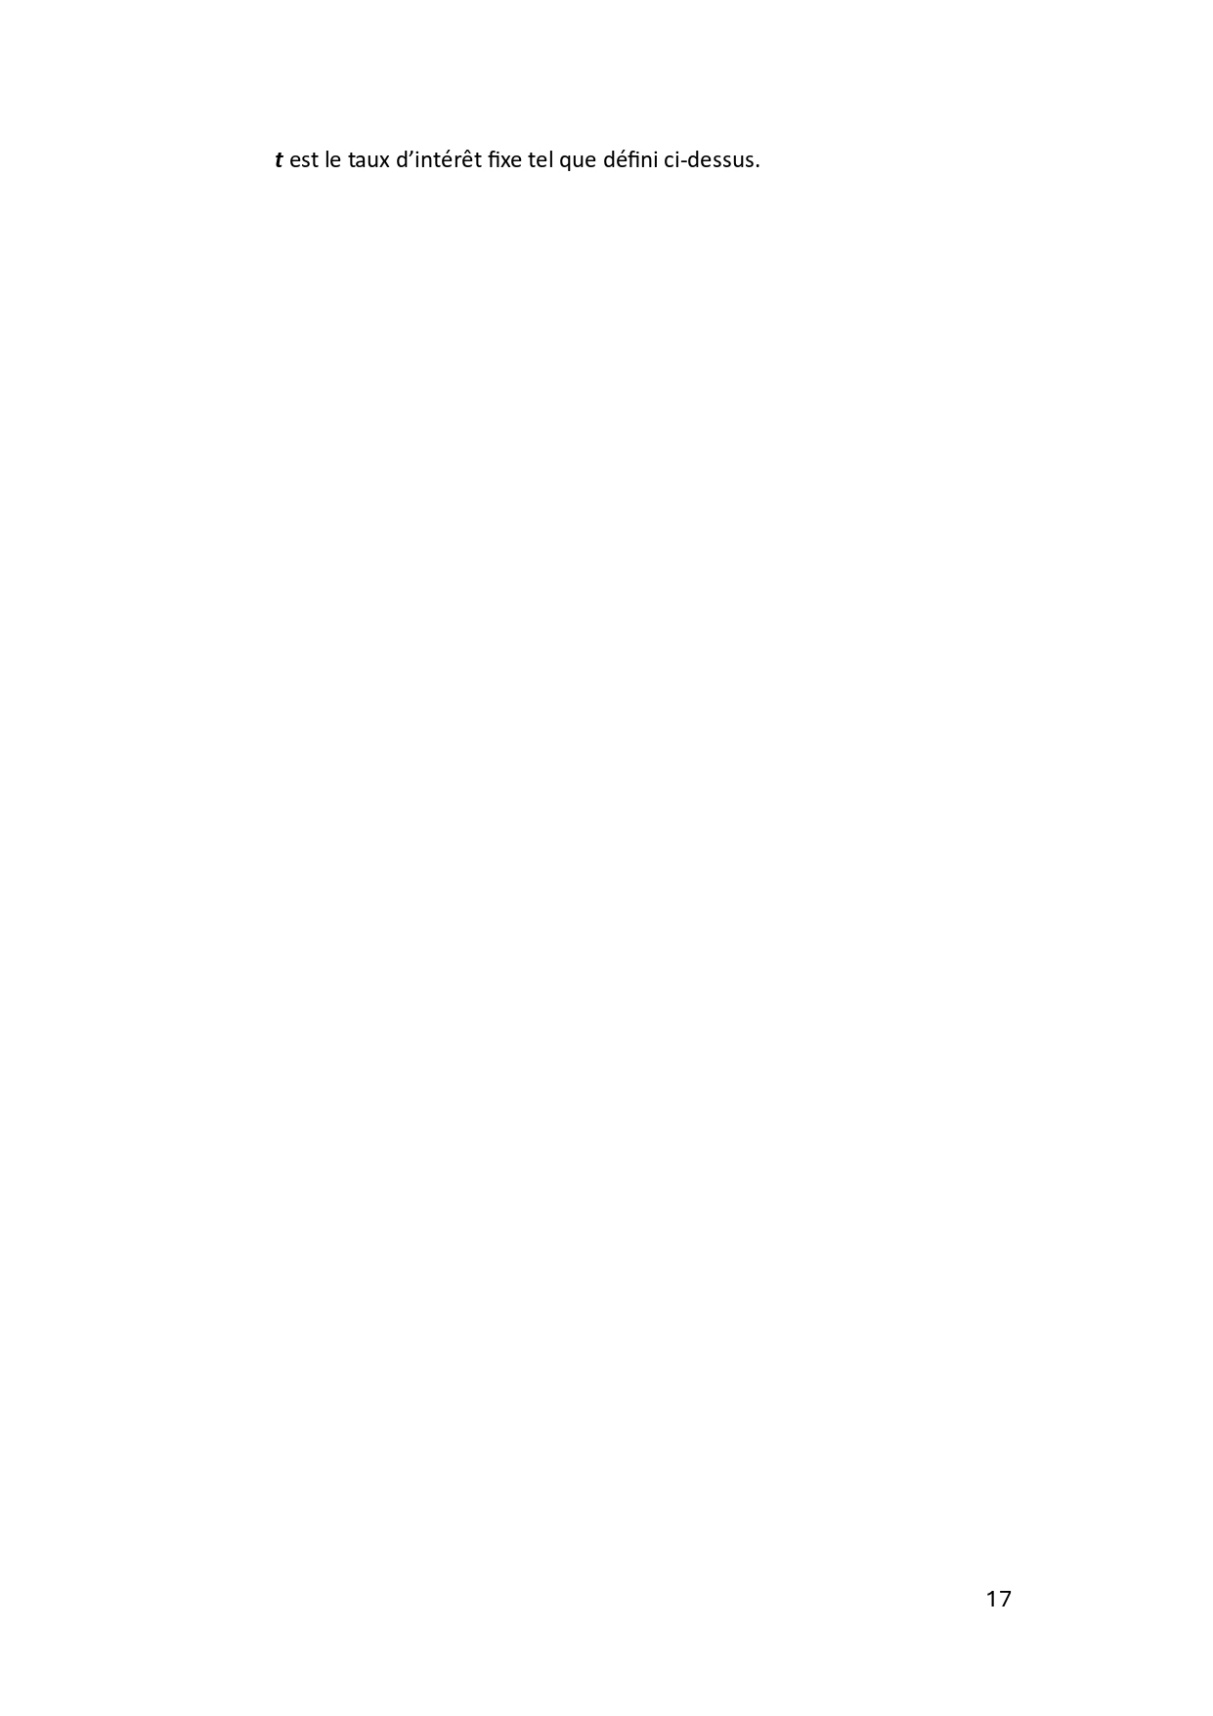 t est le taux d’intérêt fixe tel que défini ci-dessus.
17